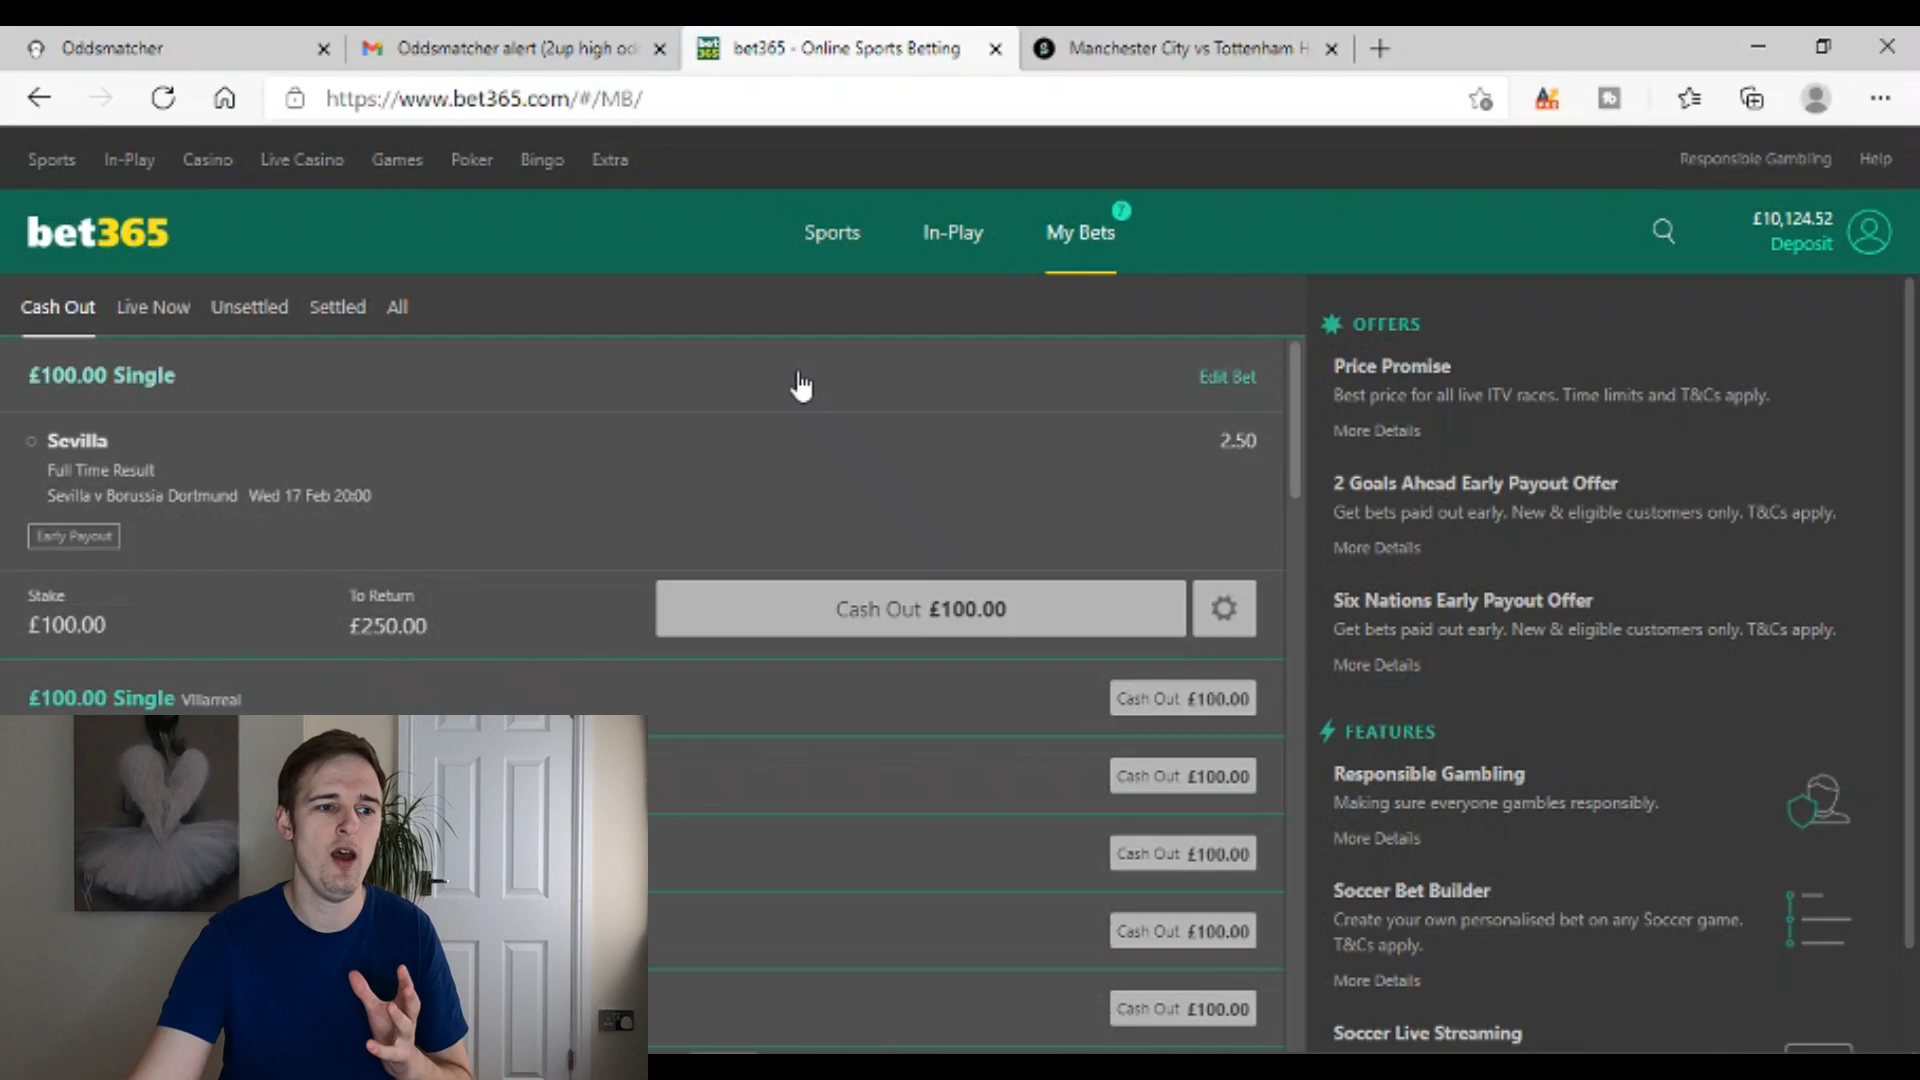 Oddsmatcher
Oddsmatcher alert (2up high od
bet365 - Online Sports Betting
Manchester City vs Tottenham H
https://www.bet365.com/#/MB/
Sports In-Play Casino Live Casino Games Poker Bingo Extra
Responsible Gambling Help
bet365
Sports In-Play My Bets 7
£10,124.52
Deposit
Cash Out Live Now Unsettled Settled All
£100.00 Single
Edit Bet
Sevilla
2.50
Full Time Result
Sevilla v Borussia Dortmund Wed 17 Feb 20:00
Early Payout
Stake
£100.00
To Return
£250.00
Cash Out £100.00
£100.00 Single Villarreal
Cash Out £100.00
Cash Out £100.00
Cash Out £100.00
Cash Out £100.00
Cash Out £100.00
OFFERS
Price Promise
Best price for all live ITV races. Time limits and T&Cs apply.
More Details
2 Goals Ahead Early Payout Offer
Get bets paid out early. New & eligible customers only. T&Cs apply.
More Details
Six Nations Early Payout Offer
Get bets paid out early. New & eligible customers only. T&Cs apply.
More Details
FEATURES
Responsible Gambling
Making sure everyone gambles responsibly.
More Details
Soccer Bet Builder
Create your own personalised bet on any Soccer game.
T&Cs apply.
More Details
Soccer Live Streaming